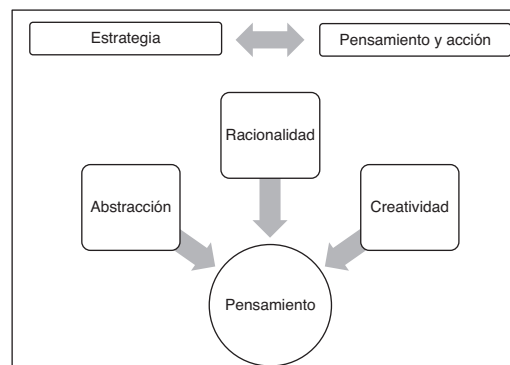 Estrategia
Pensamiento y acción
Racionalidad
Abstracción
Creatividad
Pensamiento